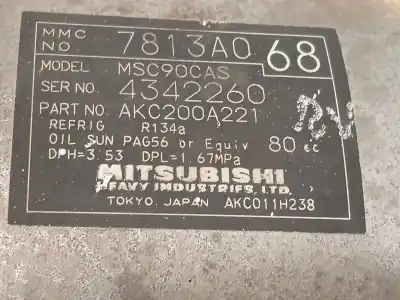 MMC NO 7813A0 68
MODEL MSC90CAS
SER NO. 4342260
PART NO. AKC200A221
REFRIG R134a
OIL SUN PAG56 or Equiv 80 cc
DPH=3.53 DPL=1.67MPa
MITSUBISHI
HEAVY INDUSTRIES, LTD.
TOKYO, JAPAN AKC011H238